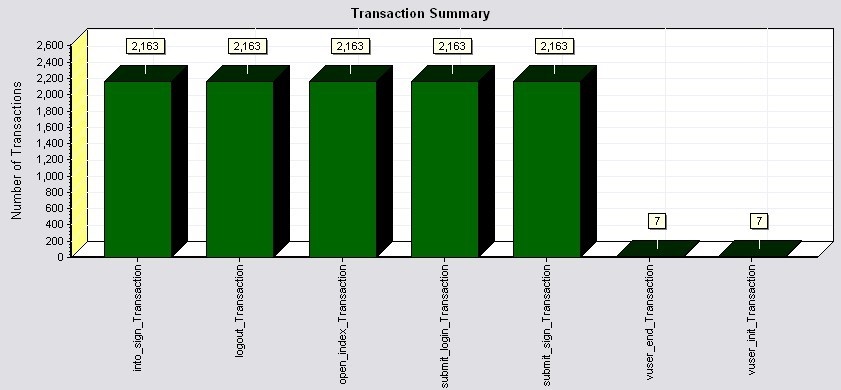 Transaction Summary
2,163 2,163 2,163 2,163 2,163
7 7
Number of Transactions
2,600
2,400
2,200
2,000
1,800
1,600
1,400
1,200
1,000
800
600
400
200
0
into_sign_Transaction
logout_Transaction
open_index_Transaction
submit_login_Transaction
submit_sign_Transaction
vuser_end_Transaction
vuser_init_Transaction